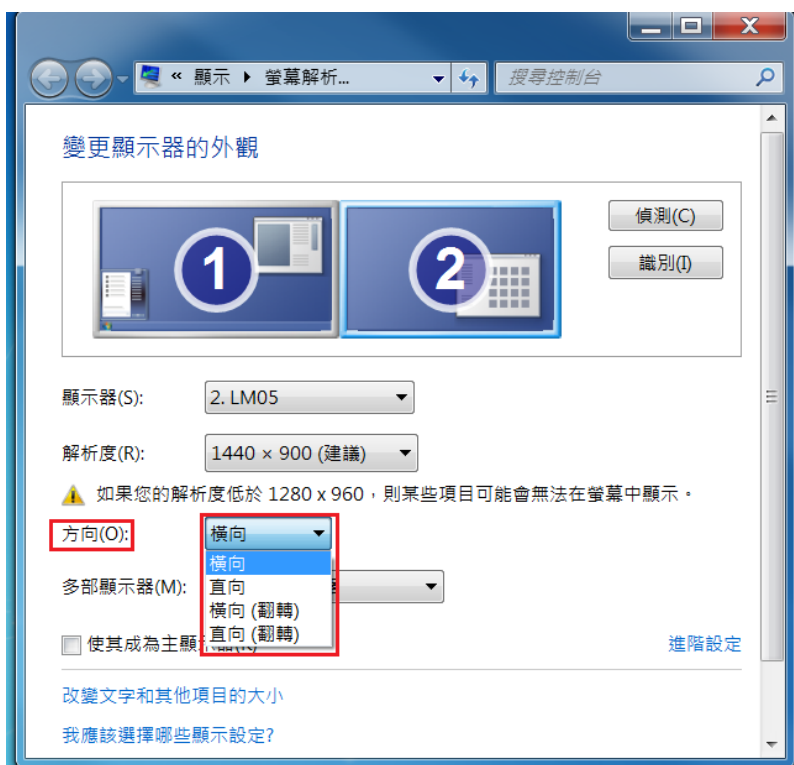 « 顯示 ▸ 螢幕解析...
搜尋控制台
變更顯示器的外觀
1
2
偵測(C)
識別(I)
顯示器(S): 2. LM05
解析度(R): 1440 × 900 (建議)
如果您的解析度低於 1280 x 960，則某些項目可能會無法在螢幕中顯示。
方向(O): 橫向
橫向
直向
橫向 (翻轉)
直向 (翻轉)
多部顯示器(M):
使其成為主顯
進階設定
改變文字和其他項目的大小
我應該選擇哪些顯示設定?